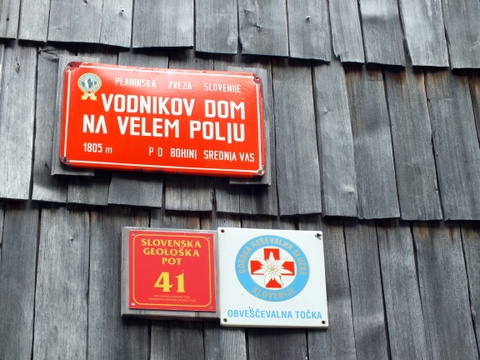 PLANINSKA ZVEZA SLOVENIJE
VODNIKOV DOM
NA VELEM POLJU
1805 m P D BOHINJ SREDNJA VAS
SLOVENSKA
GEOLOŠKA
POT
41
GORSKA REŠEVALNA SLUŽBA
SLOVENIJE
OBVEŠČEVALNA TOČKA